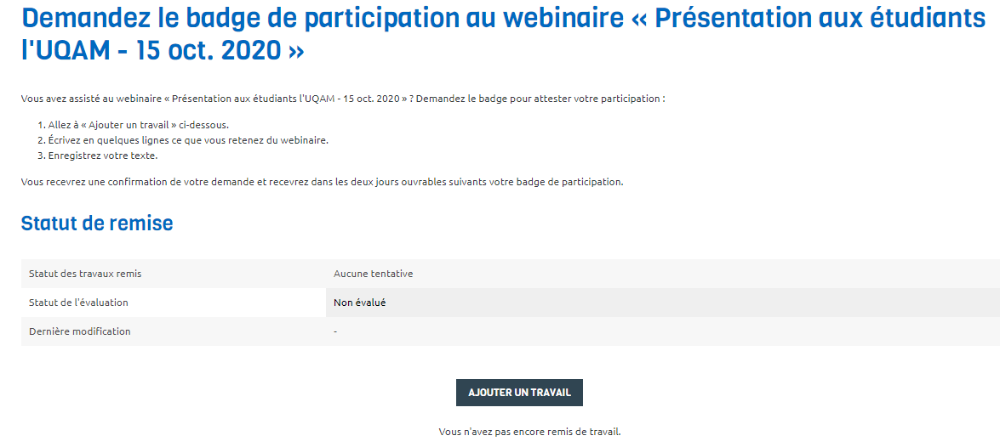 Demandez le badge de participation au webinaire « Présentation aux étudiants
l'UQAM - 15 oct. 2020 »
Vous avez assisté au webinaire « Présentation aux étudiants l'UQAM - 15 oct. 2020 » ? Demandez le badge pour attester votre participation :
1. Allez à « Ajouter un travail » ci-dessous.
2. Écrivez en quelques lignes ce que vous retenez du webinaire.
3. Enregistrez votre texte.
Vous recevrez une confirmation de votre demande et recevrez dans les deux jours ouvrables suivants votre badge de participation.
Statut de remise
Statut des travaux remis Aucune tentative
Statut de l'évaluation Non évalué
Dernière modification -
AJOUTER UN TRAVAIL
Vous n'avez pas encore remis de travail.